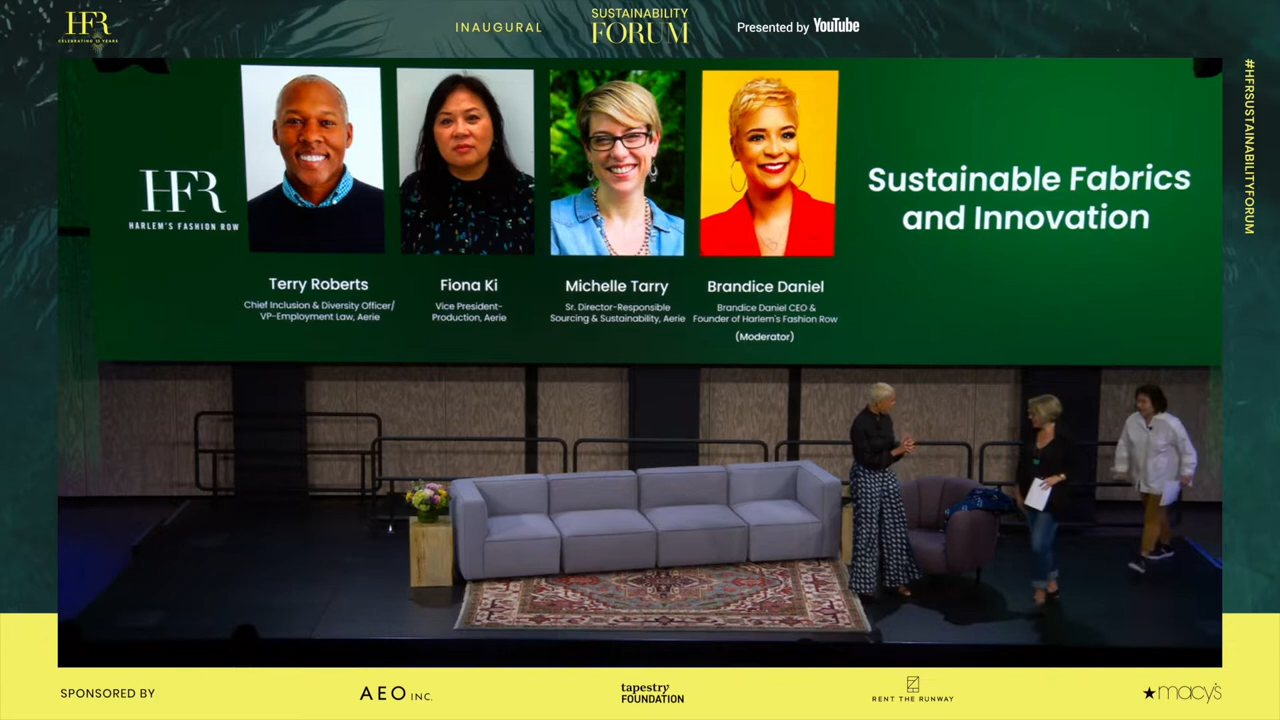 HFR
CELEBRATING 15 YEARS
INAUGURAL
SUSTAINABILITY
FORUM
Presented by YouTube
#HFRSUSTAINABILITYFORUM
HFR
HARLEM'S FASHION ROW
Terry Roberts
Chief Inclusion & Diversity Officer/
VP-Employment Law, Aerie
Fiona Ki
Vice President-
Production, Aerie
Michelle Tarry
Sr. Director-Responsible
Sourcing & Sustainability, Aerie
Brandice Daniel
Brandice Daniel CEO &
Founder of Harlem's Fashion Row
(Moderator)
Sustainable Fabrics
and Innovation
SPONSORED BY
AEO INC.
tapestry
FOUNDATION
RENT THE RUNWAY
★macy's